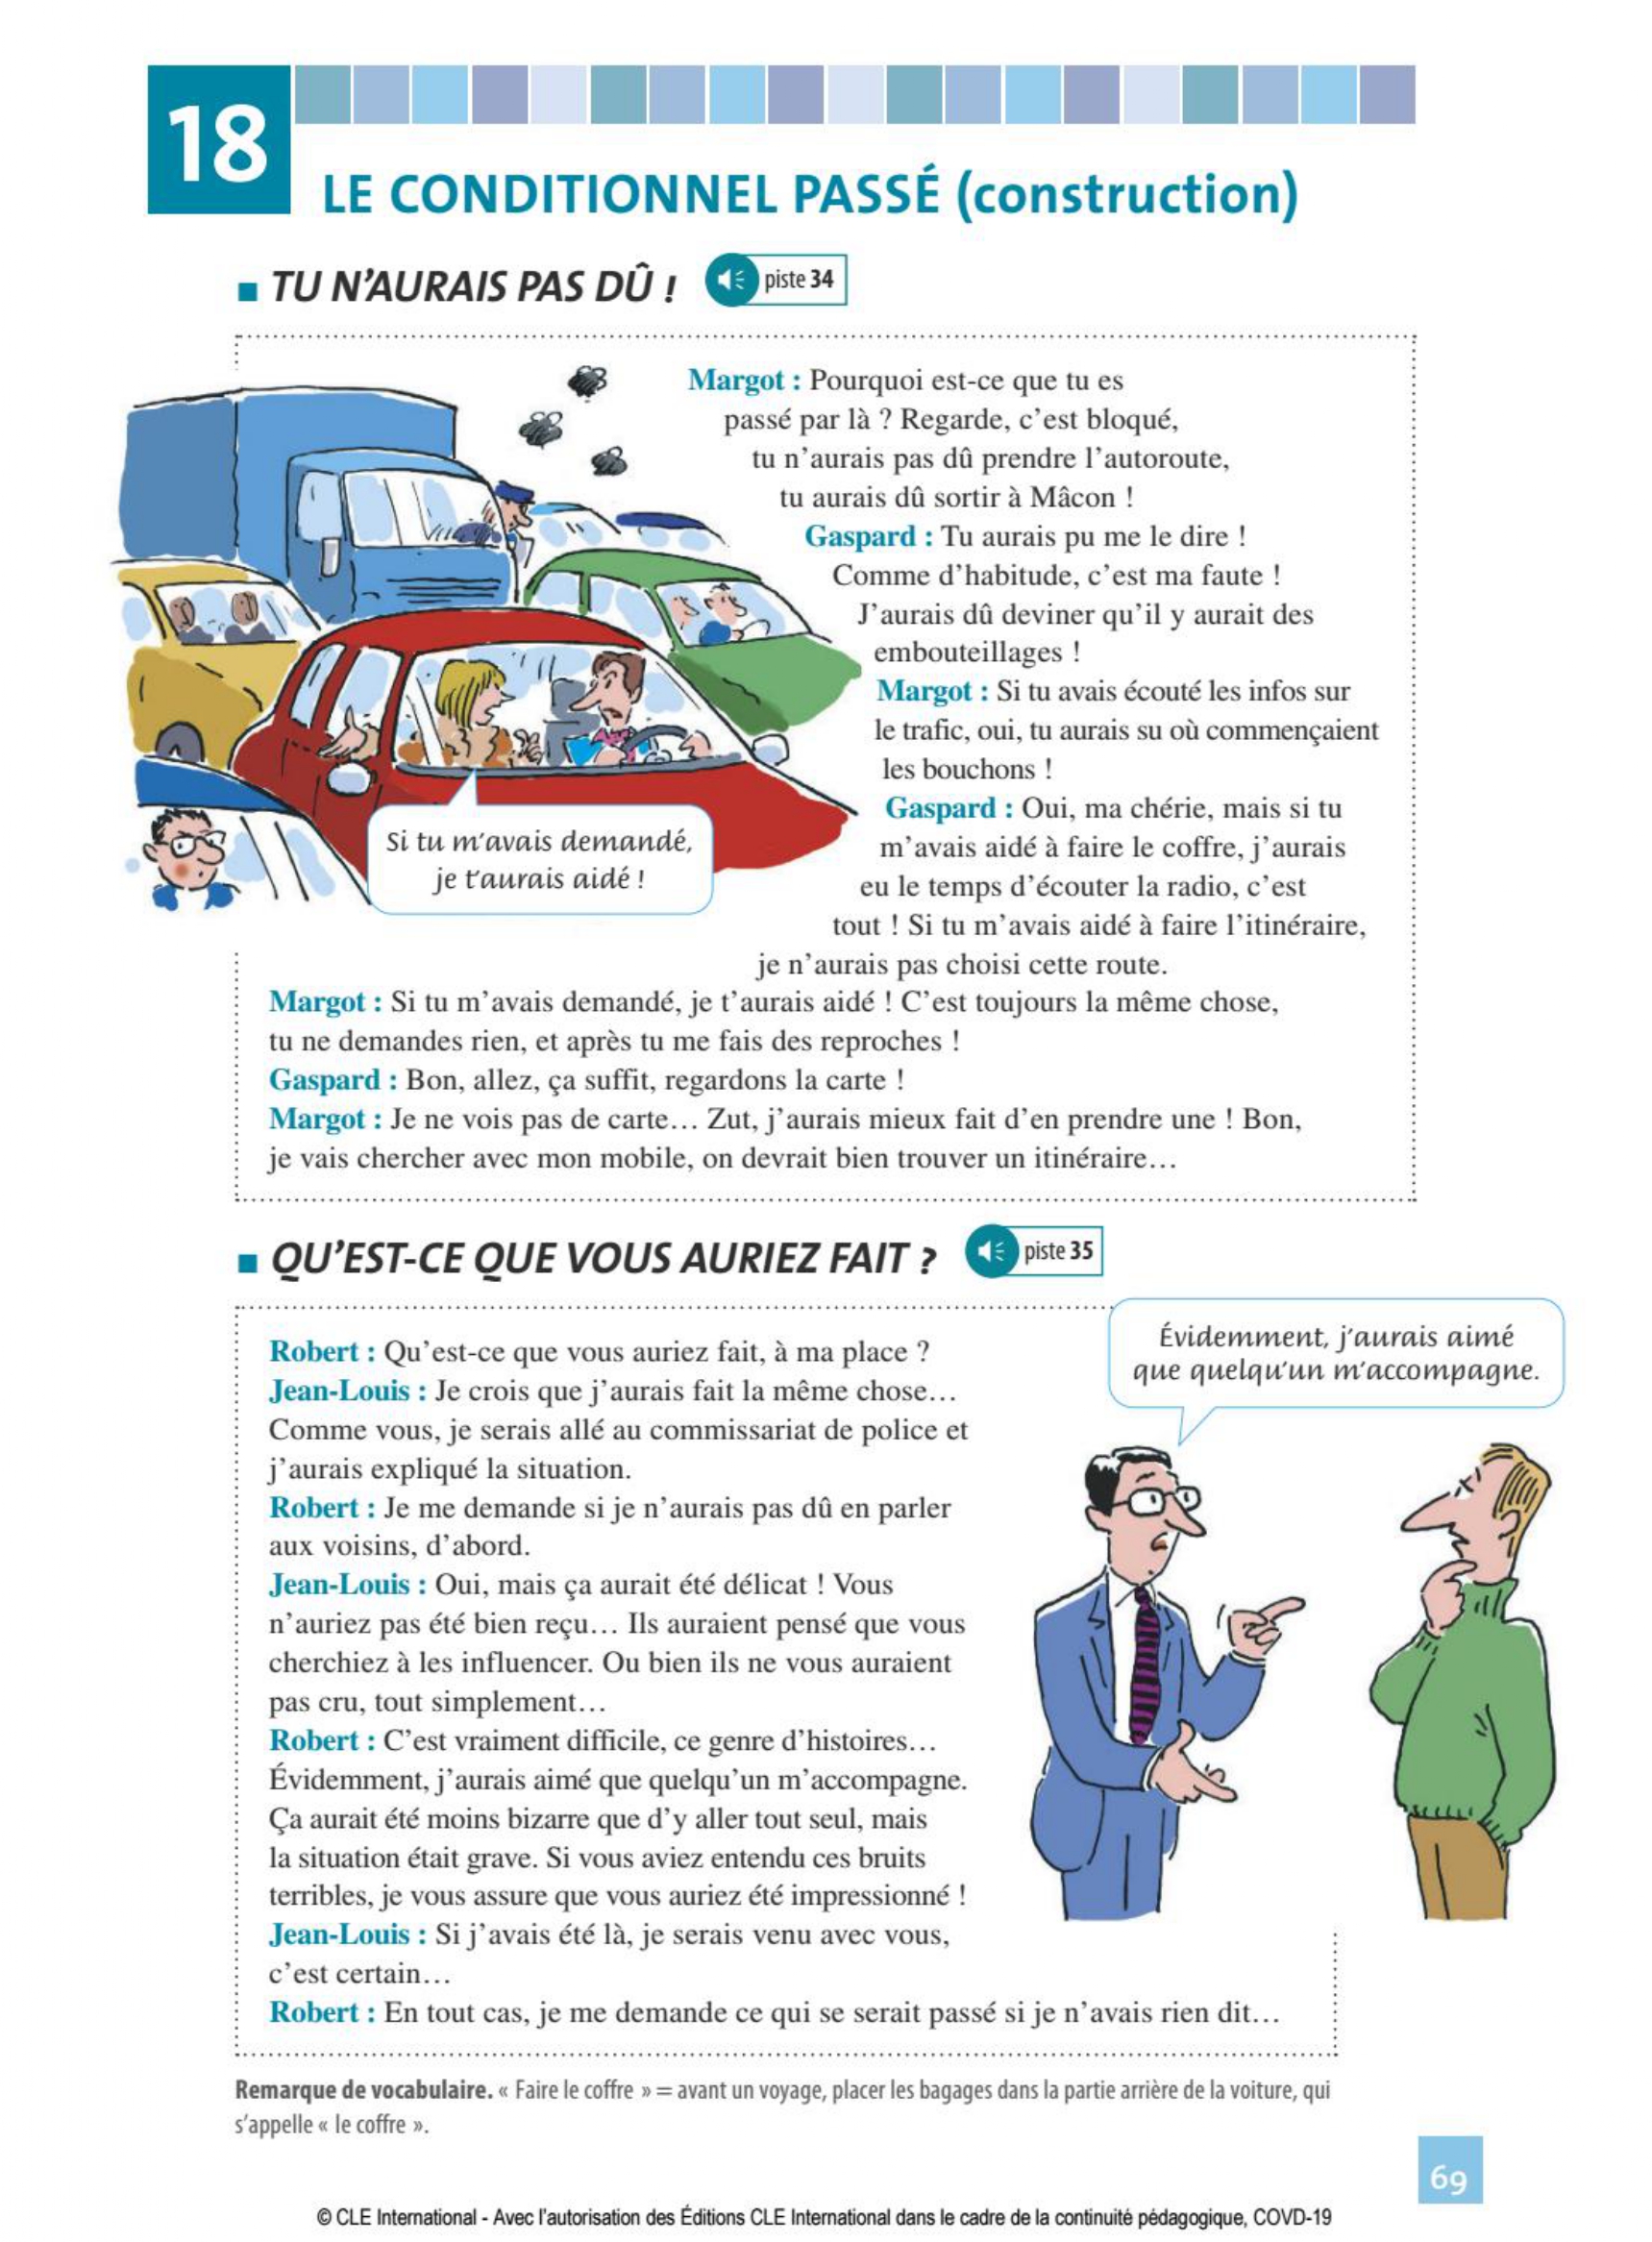 18
LE CONDITIONNEL PASSÉ (construction)
■ TU N'AURAIS PAS DÛ !
piste 34
Margot : Pourquoi est-ce que tu es
passé par là ? Regarde, c'est bloqué,
tu n'aurais pas dû prendre l'autoroute,
tu aurais dû sortir à Mâcon !
Gaspard : Tu aurais pu me le dire !
Comme d'habitude, c'est ma faute !
J'aurais dû deviner qu'il y aurait des
embouteillages !
Margot : Si tu avais écouté les infos sur
le trafic, oui, tu aurais su où commençaient
les bouchons !
Gaspard : Oui, ma chérie, mais si tu
m'avais aidé à faire le coffre, j'aurais
eu le temps d'écouter la radio, c'est
tout ! Si tu m'avais aidé à faire l'itinéraire,
je n'aurais pas choisi cette route.
Si tu m'avais demandé,
je t'aurais aidé !
Margot : Si tu m'avais demandé, je t'aurais aidé ! C'est toujours la même chose,
tu ne demandes rien, et après tu me fais des reproches !
Gaspard : Bon, allez, ça suffit, regardons la carte !
Margot : Je ne vois pas de carte… Zut, j'aurais mieux fait d'en prendre une ! Bon,
je vais chercher avec mon mobile, on devrait bien trouver un itinéraire…
■ QU'EST-CE QUE VOUS AURIEZ FAIT ?
piste 35
Évidemment, j'aurais aimé
que quelqu'un m'accompagne.
Robert : Qu'est-ce que vous auriez fait, à ma place ?
Jean-Louis : Je crois que j'aurais fait la même chose…
Comme vous, je serais allé au commissariat de police et
j'aurais expliqué la situation.
Robert : Je me demande si je n'aurais pas dû en parler
aux voisins, d'abord.
Jean-Louis : Oui, mais ça aurait été délicat ! Vous
n'auriez pas été bien reçu… Ils auraient pensé que vous
cherchiez à les influencer. Ou bien ils ne vous auraient
pas cru, tout simplement…
Robert : C'est vraiment difficile, ce genre d'histoires…
Évidemment, j'aurais aimé que quelqu'un m'accompagne.
Ça aurait été moins bizarre que d'y aller tout seul, mais
la situation était grave. Si vous aviez entendu ces bruits
terribles, je vous assure que vous auriez été impressionné !
Jean-Louis : Si j'avais été là, je serais venu avec vous,
c'est certain…
Robert : En tout cas, je me demande ce qui se serait passé si je n'avais rien dit…
Remarque de vocabulaire. « Faire le coffre » = avant un voyage, placer les bagages dans la partie arrière de la voiture, qui
s'appelle « le coffre ».
69
© CLE International - Avec l'autorisation des Éditions CLE International dans le cadre de la continuité pédagogique, COVD-19